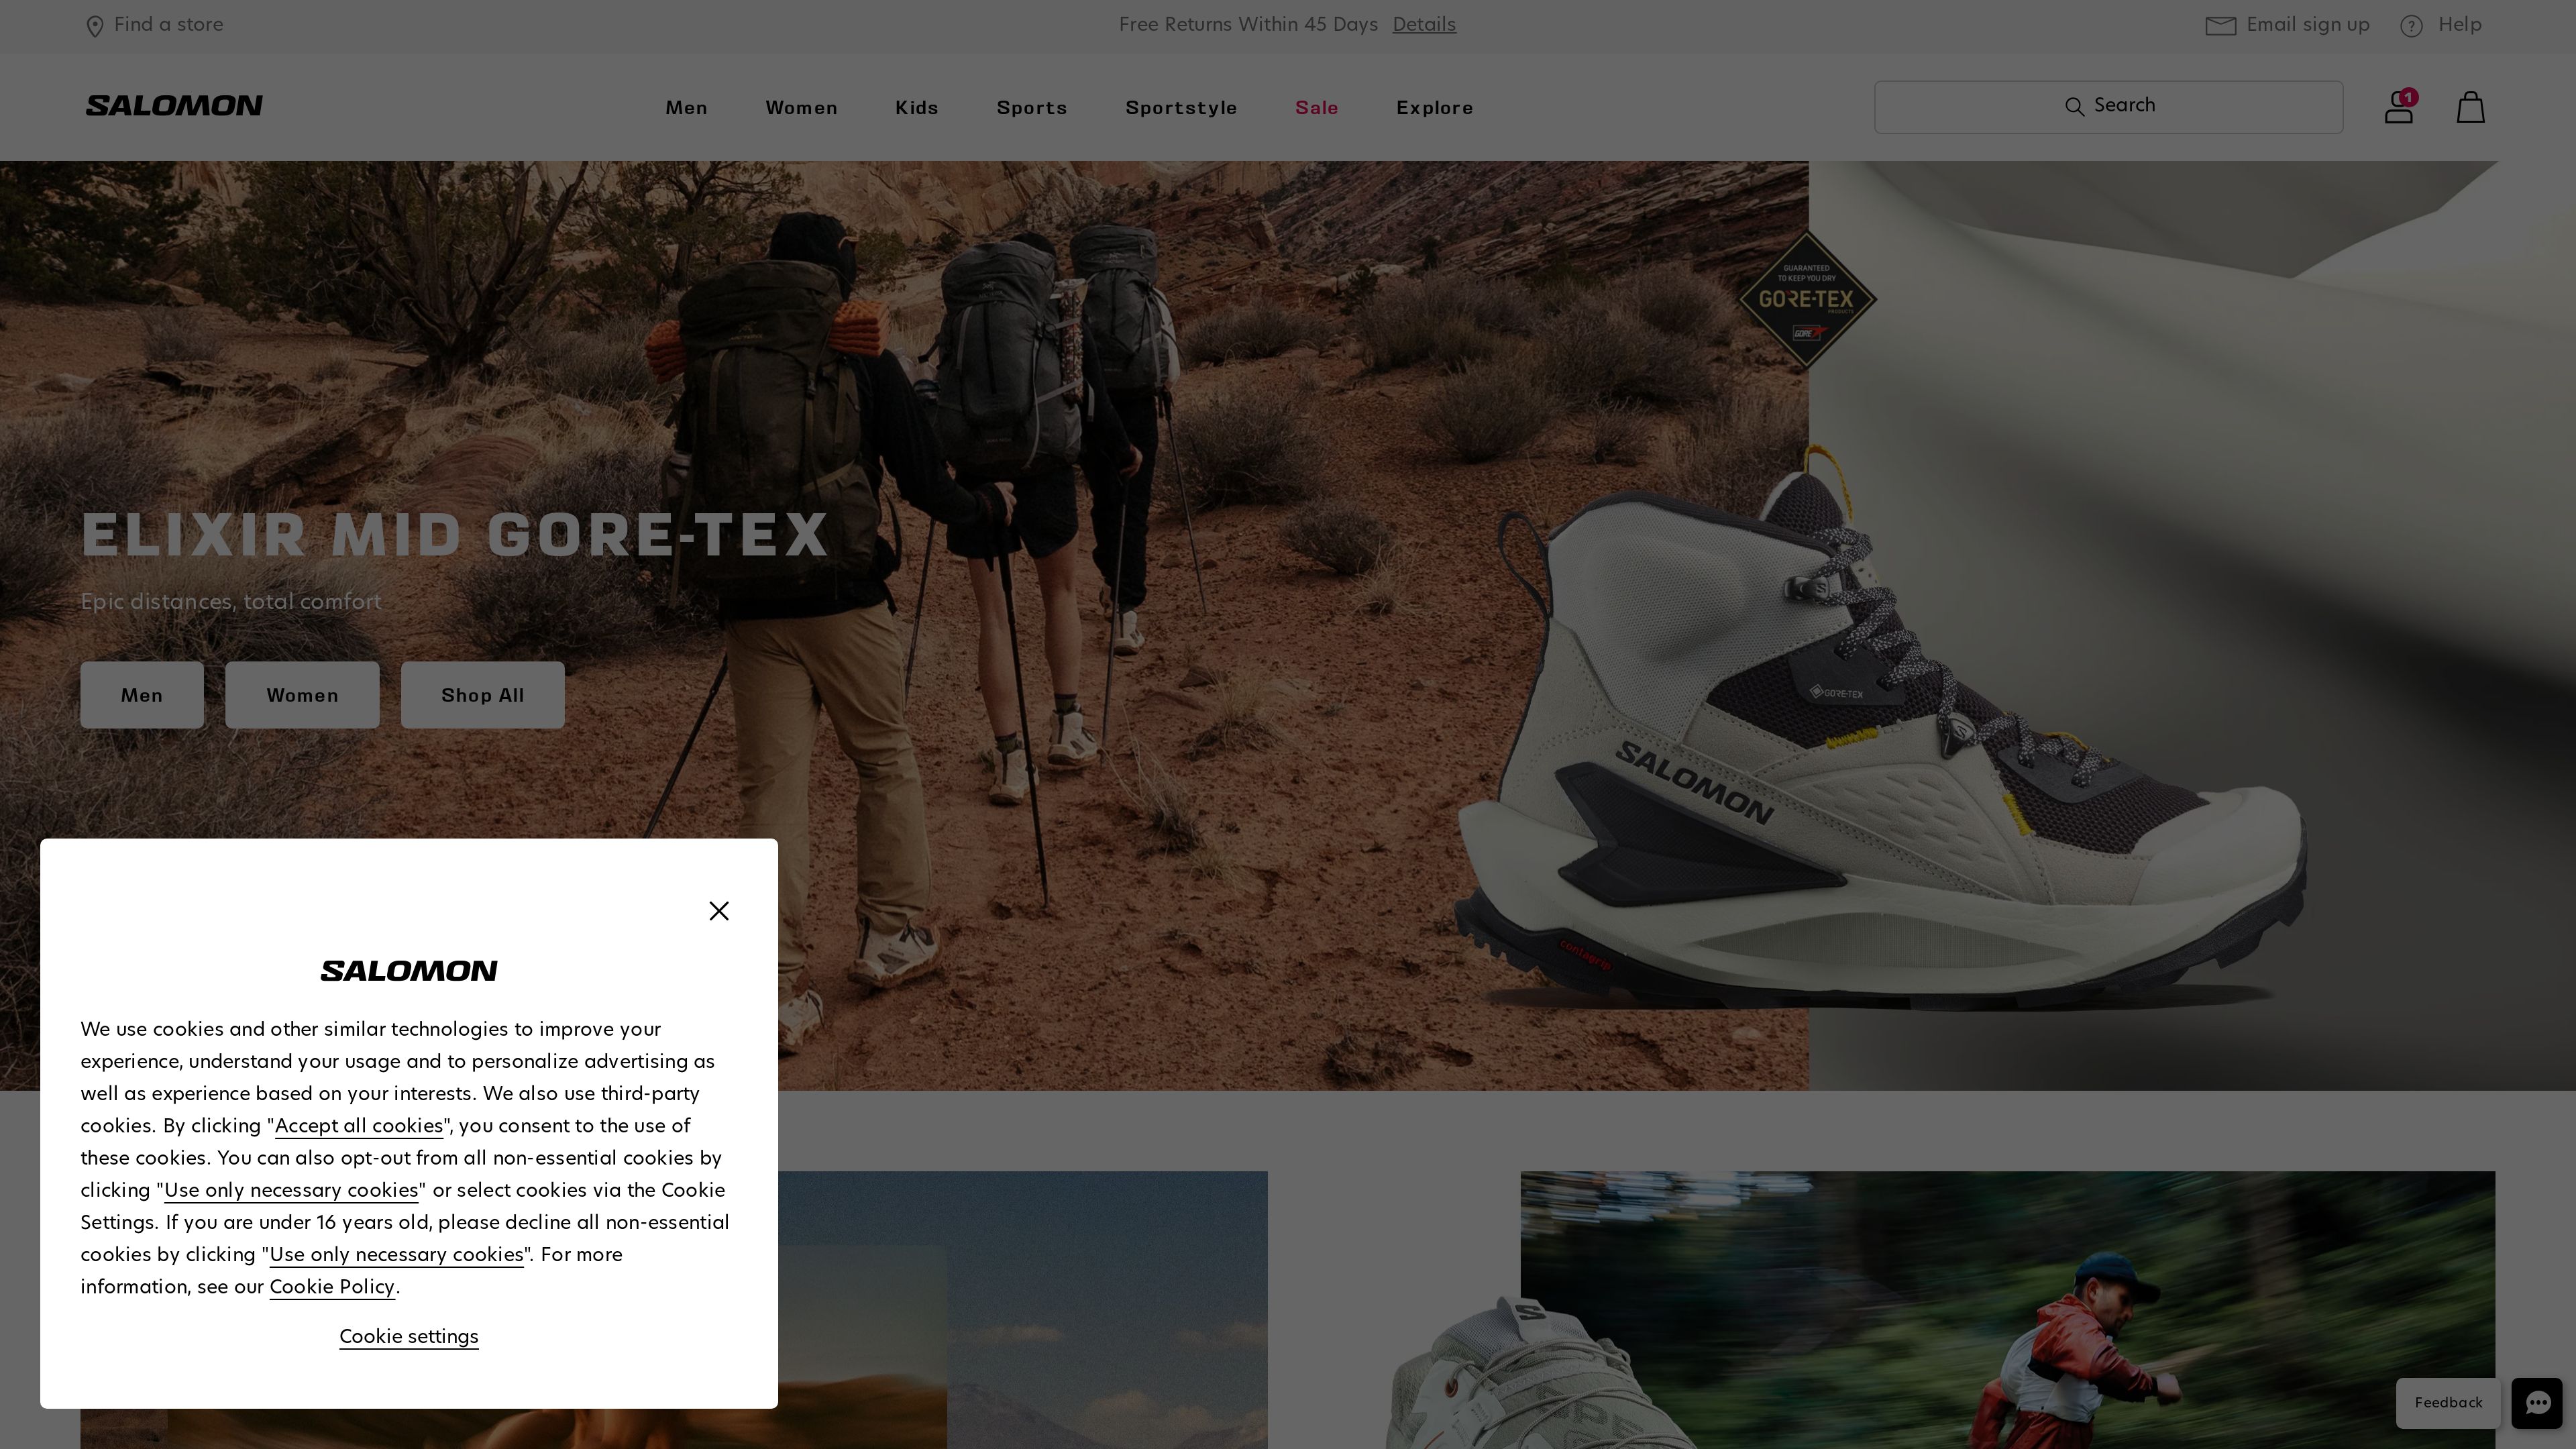 Find a store
Free Returns Within 45 Days Details
Email sign up
Help
SALOMON
Men
Women
Kids
Sports
Sportstyle
Sale
Explore
Search
1
GUARANTEED
TO KEEP YOU DRY
GORE-TEX
PRODUCTS
GORE
ELIXIR MID GORE-TEX
Epic distances, total comfort
Men
Women
Shop All
GORE-TEX
SALOMON
contagrip
SALOMON
We use cookies and other similar technologies to improve your
experience, understand your usage and to personalize advertising as
well as experience based on your interests. We also use third-party
cookies. By clicking "Accept all cookies", you consent to the use of
these cookies. You can also opt-out from all non-essential cookies by
clicking "Use only necessary cookies" or select cookies via the Cookie
Settings. If you are under 16 years old, please decline all non-essential
cookies by clicking "Use only necessary cookies". For more
information, see our Cookie Policy.
Cookie settings
Feedback